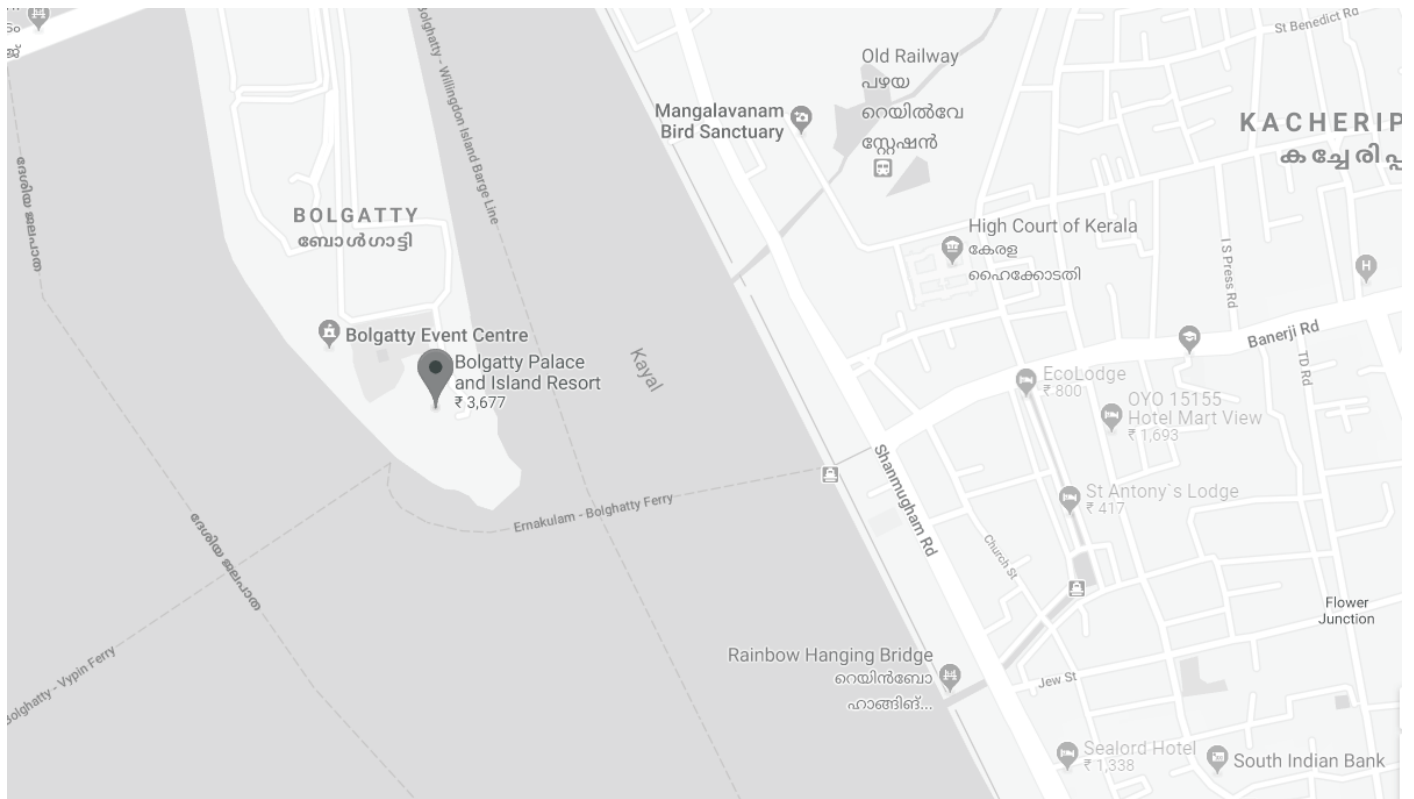 St Benedict Rd
Old Railway
പഴയ
റെയിൽവേ
സ്റ്റേഷൻ
Mangalavanam
Bird Sanctuary
KACHERIP
കച്ചേരിപ്പ
Bolghatty - Willingdon Island Barge Line
ദേശീയ ജലപാത
BOLGATTY
ബോൾഗാട്ടി
High Court of Kerala
കേരള
ഹൈക്കോടതി
I S Press Rd
H
Banerji Rd
TD Rd
Bolgatty Event Centre
Bolgatty Palace
and Island Resort
₹ 3,677
Kayal
EcoLodge
₹ 800
OYO 15155
Hotel Mart View
₹ 1,693
Shanmugham Rd
St Antony`s Lodge
₹ 417
Ernakulam - Bolghatty Ferry
ദേശീയ ജലപാത
Church St
Flower
Junction
Bolghatty - Vypin Ferry
Rainbow Hanging Bridge
റെയിൻബോ
ഹാങ്ങിങ്...
Jew St
Sealord Hotel
₹ 1,338
South Indian Bank